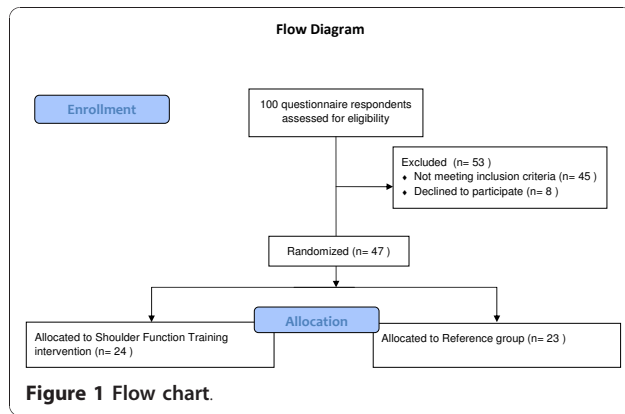 Flow Diagram
Enrollment
100 questionnaire respondents
assessed for eligibility
Excluded (n= 53 )
♦ Not meeting inclusion criteria (n= 45 )
♦ Declined to participate (n= 8 )
Randomized (n= 47 )
Allocation
Allocated to Shoulder Function Training
intervention (n= 24 )
Allocated to Reference group (n= 23 )
Figure 1 Flow chart.